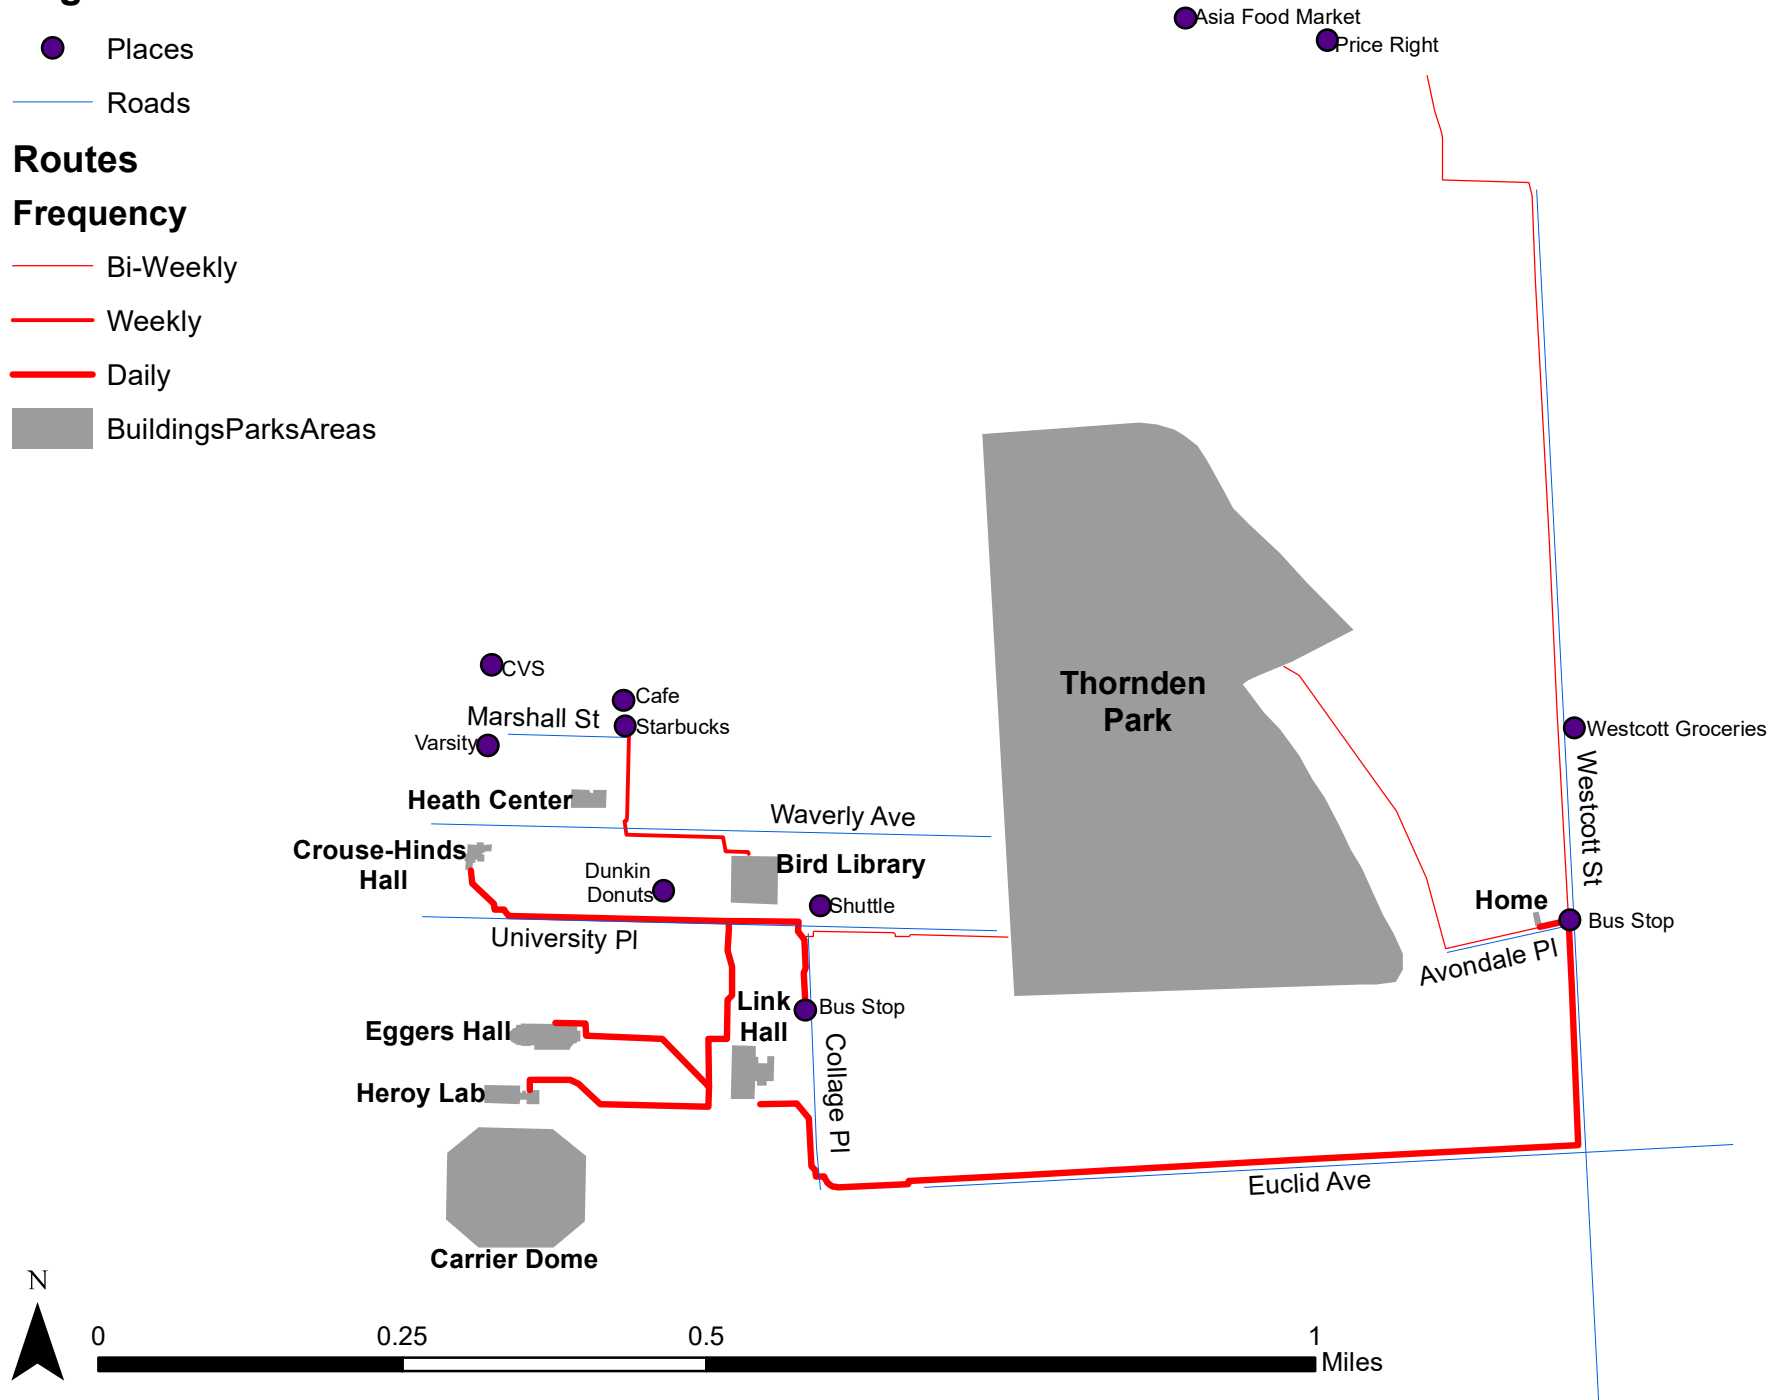 Places
Roads
Routes
Frequency
Bi-Weekly
Weekly
Daily
BuildingsParksAreas
Asia Food Market
Price Right
CVS
Cafe
Marshall St
Starbucks
Varsity
Heath Center
Waverly Ave
Crouse-Hinds
Hall
Dunkin
Donuts
Bird Library
Shuttle
University Pl
Thornden
Park
Westcott Groceries
Westcott St
Home
Bus Stop
Avondale Pl
Link
Hall
Bus Stop
Eggers Hall
Collage Pl
Heroy Lab
Euclid Ave
Carrier Dome
N
0
0.25
0.5
1
Miles